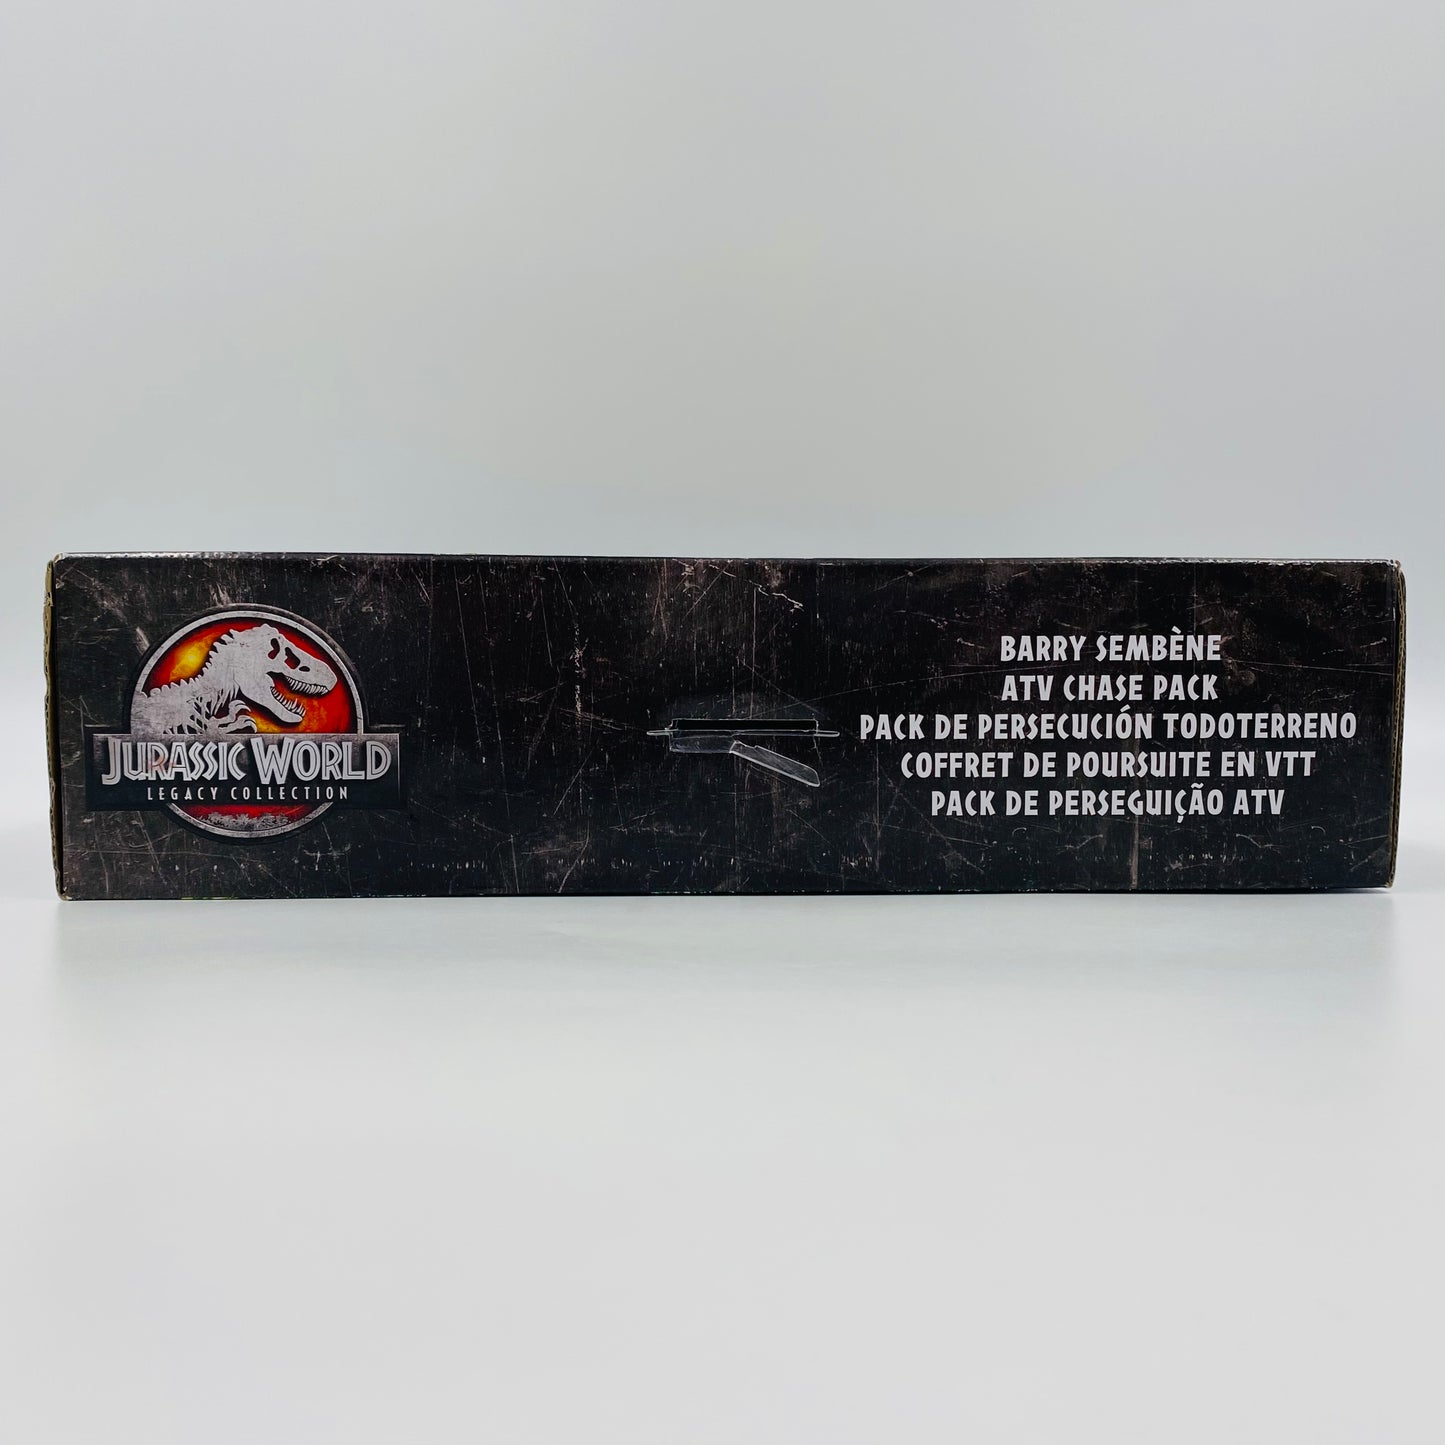 JURASSIC WORLD
LEGACY COLLECTION
BARRY SEMBÈNE
ATV CHASE PACK
PACK DE PERSECUCIÓN TODOTERRENO
COFFRET DE POURSUITE EN VTT
PACK DE PERSEGUIÇÃO ATV